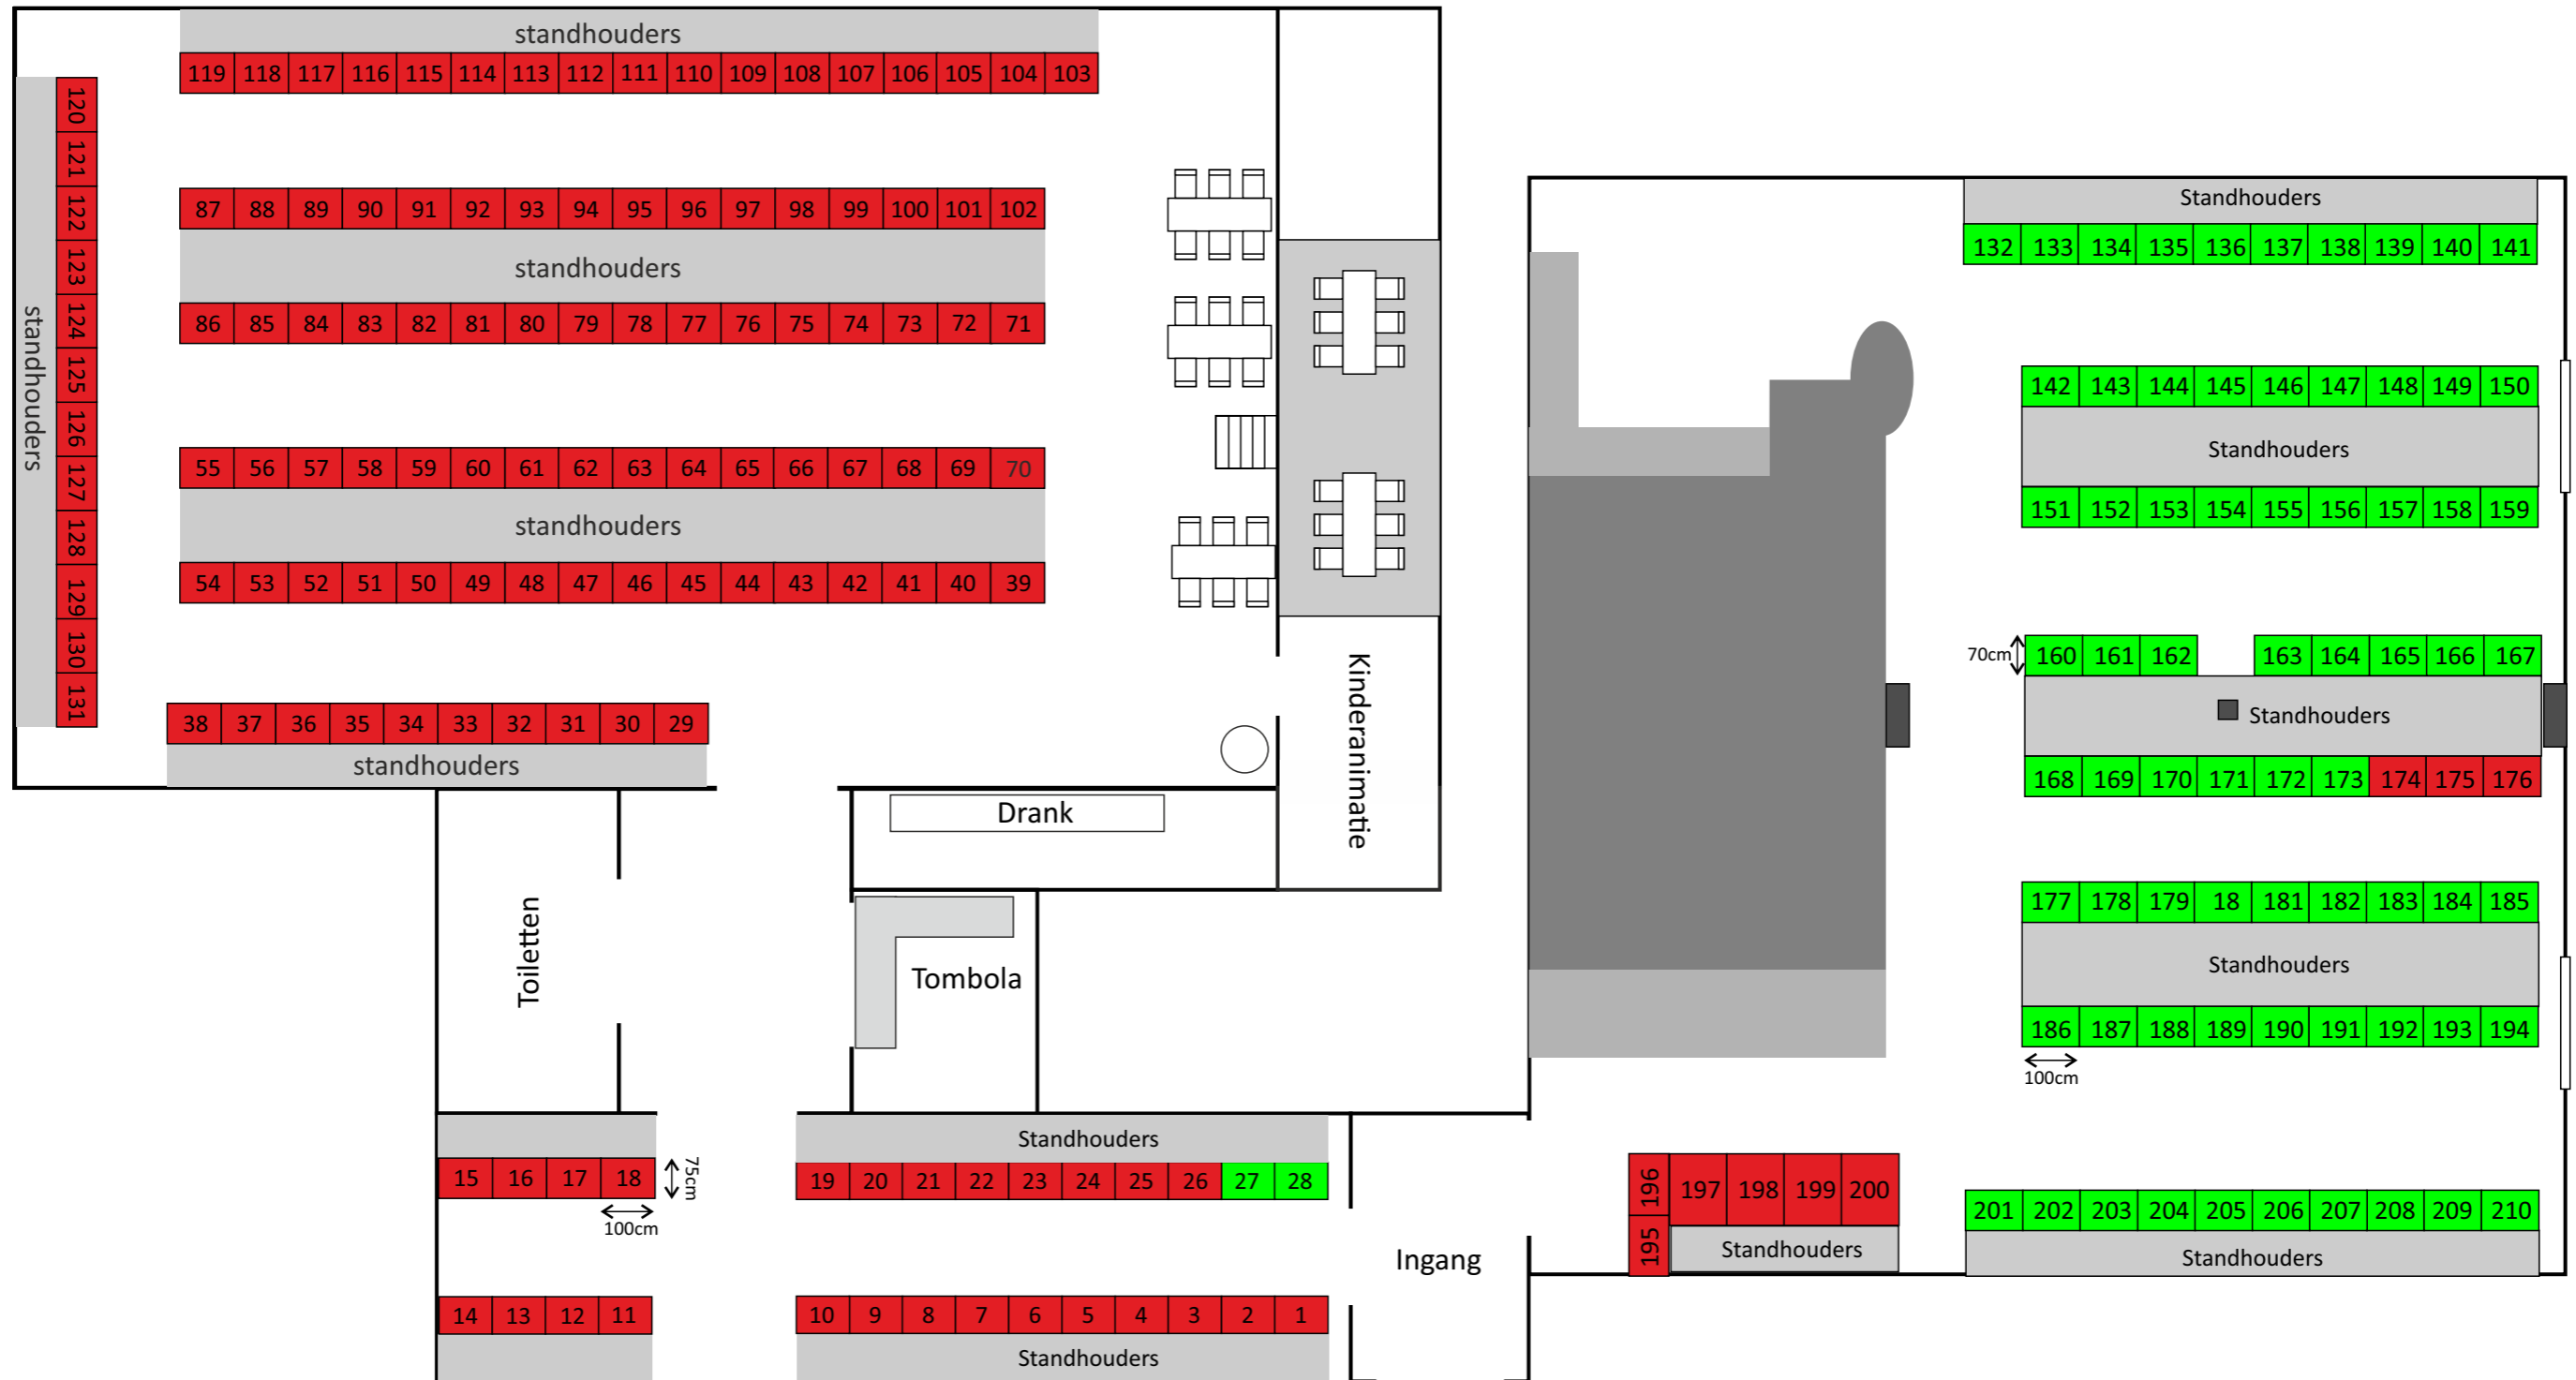 standhouders
119 118 117 116 115 114 113 112 111 110 109 108 107 106 105 104 103
standhouders
120 121 122 123 124 125 126 127 128 129 130 131
87 88 89 90 91 92 93 94 95 96 97 98 99 100 101 102
standhouders
86 85 84 83 82 81 80 79 78 77 76 75 74 73 72 71
55 56 57 58 59 60 61 62 63 64 65 66 67 68 69 70
standhouders
54 53 52 51 50 49 48 47 46 45 44 43 42 41 40 39
38 37 36 35 34 33 32 31 30 29
standhouders
Kinderanimatie
Drank
Toiletten
Tombola
15 16 17 18
75cm
100cm
14 13 12 11
Standhouders
19 20 21 22 23 24 25 26 27 28
10 9 8 7 6 5 4 3 2 1
Standhouders
Ingang
Standhouders
132 133 134 135 136 137 138 139 140 141
142 143 144 145 146 147 148 149 150
Standhouders
151 152 153 154 155 156 157 158 159
70cm
160 161 162 163 164 165 166 167
Standhouders
168 169 170 171 172 173 174 175 176
177 178 179 18 181 182 183 184 185
Standhouders
186 187 188 189 190 191 192 193 194
100cm
196 195
197 198 199 200
Standhouders
201 202 203 204 205 206 207 208 209 210
Standhouders